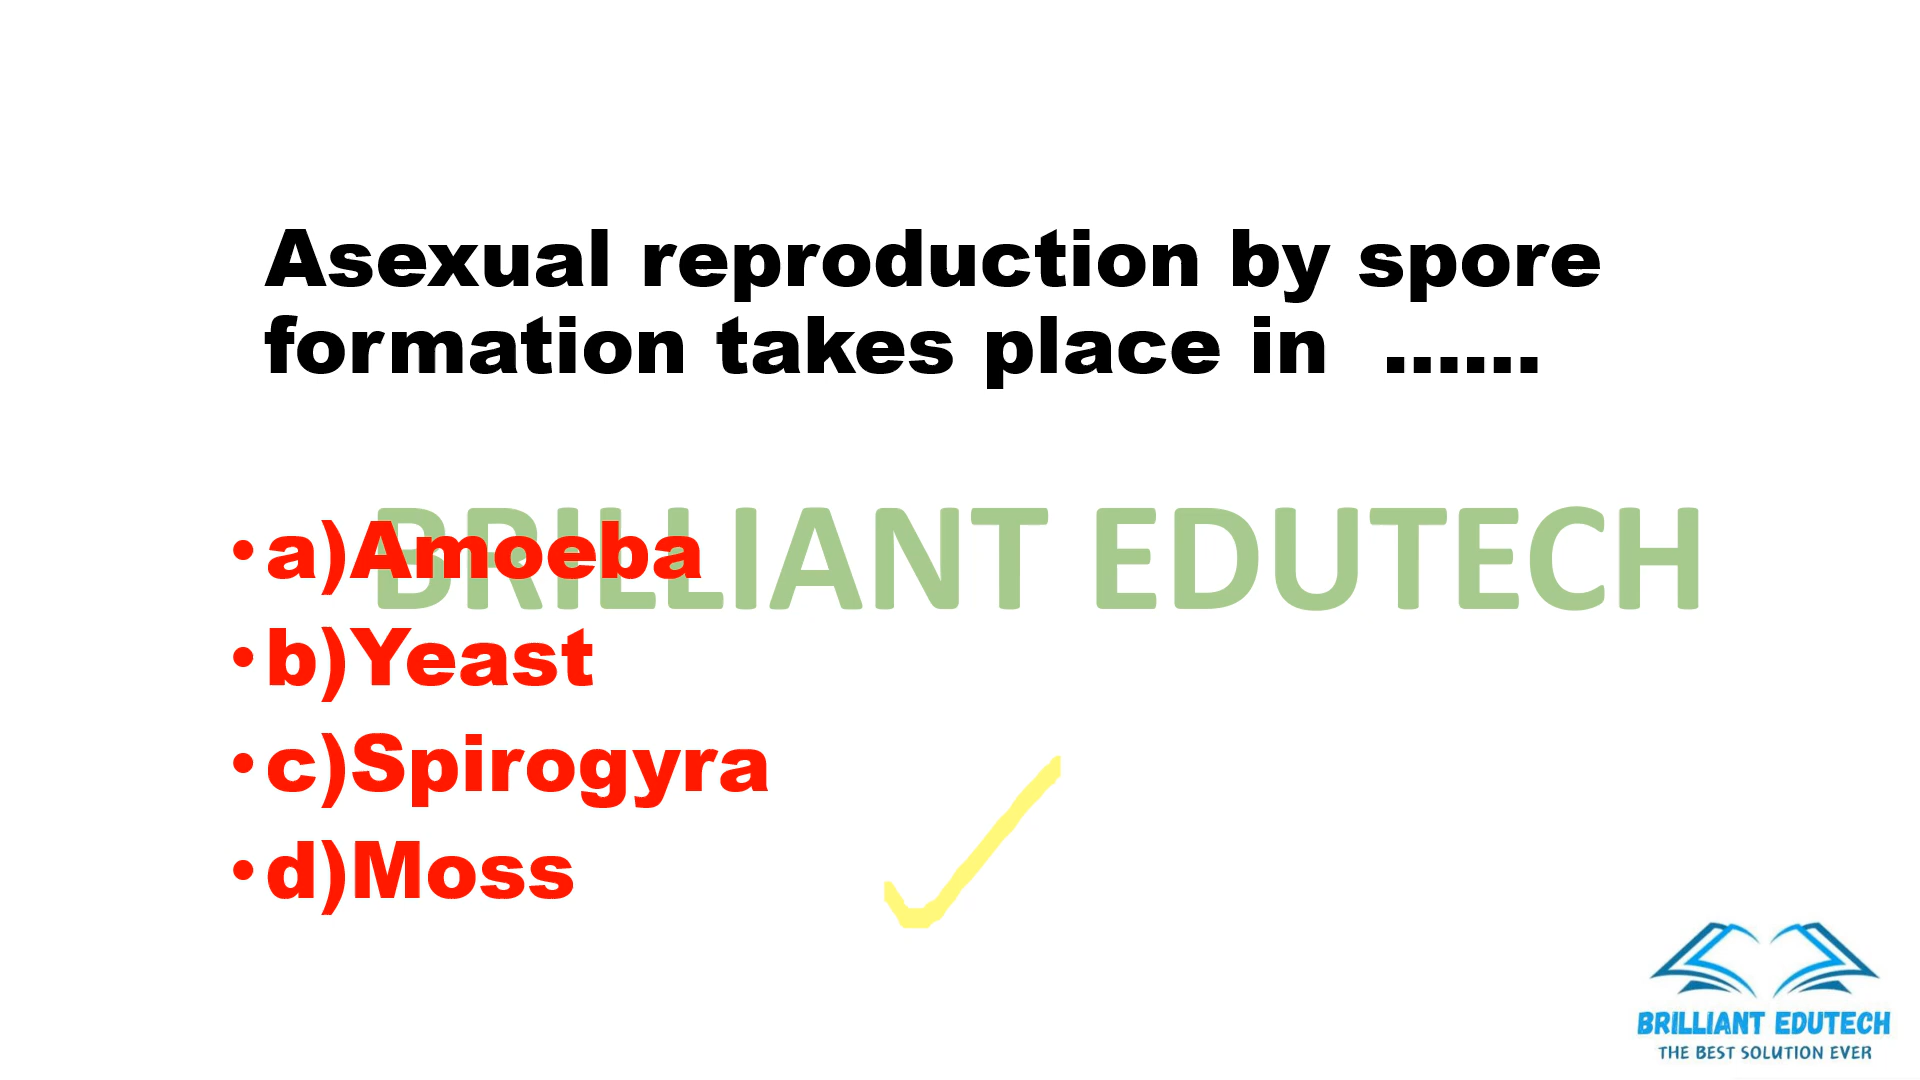 Asexual reproduction by spore
formation takes place in ......
BRILLIANT EDUTECH
• a)Amoeba
• b)Yeast
• c)Spirogyra
• d)Moss
BRILLIANT EDUTECH
THE BEST SOLUTION EVER